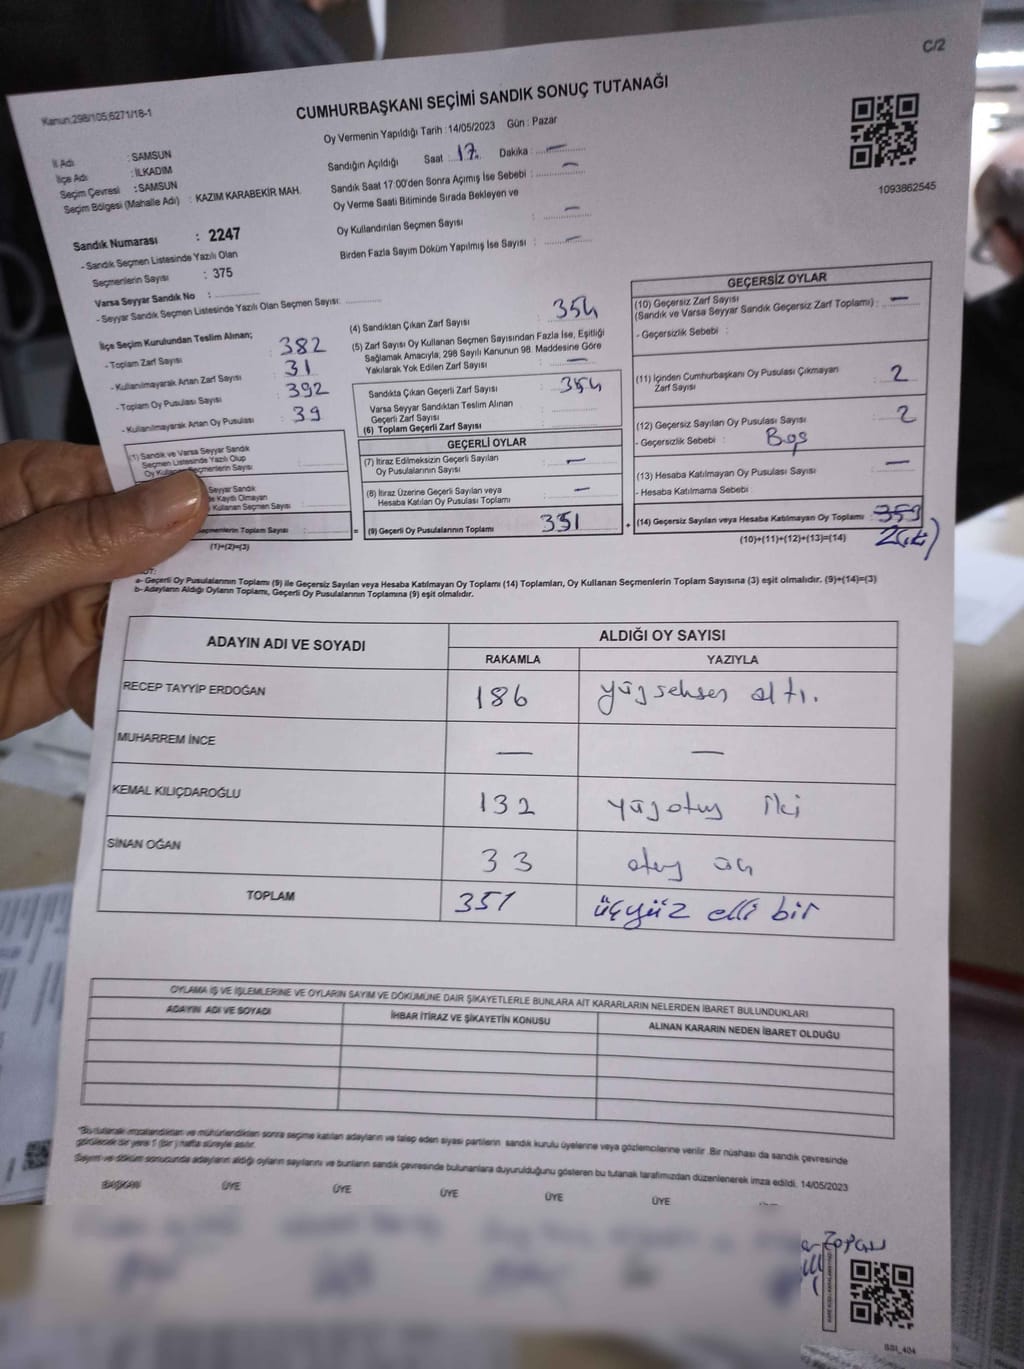 C/2
Kanun:298/105;6271/18-1
CUMHURBAŞKANI SEÇİMİ SANDIK SONUÇ TUTANAĞI
Oy Vermenin Yapıldığı Tarih : 14/05/2023 Gün : Pazar
İl Adı : SAMSUN
İlçe Adı : İLKADIM
Seçim Çevresi : SAMSUN
Seçim Bölgesi (Mahalle Adı) : KAZIM KARABEKİR MAH.
Sandık Numarası : 2247
- Sandık Seçmen Listesinde Yazılı Olan
Seçmenlerin Sayısı : 375
Varsa Seyyar Sandık No :
- Seyyar Sandık Seçmen Listesinde Yazılı Olan Seçmen Sayısı:
Sandığın Açıldığı Saat : 17 Dakika : —
Sandık Saat 17:00'den Sonra Açımış İse Sebebi : —
Oy Verme Saati Bitiminde Sırada Bekleyen ve
Oy Kullandırılan Seçmen Sayısı : —
Birden Fazla Sayım Döküm Yapılmış İse Sayısı : —
1093862545
İlçe Seçim Kurulundan Teslim Alınan;
- Toplam Zarf Sayısı : 382
- Kullanılmayarak Artan Zarf Sayısı : 31
- Toplam Oy Pusulası Sayısı : 392
- Kullanılmayarak Artan Oy Pusulası : 39
(1) Sandık ve Varsa Seyyar Sandık
Seçmen Listesinde Yazılı Olup
Oy Kullanan Seçmenlerin Sayısı :
Seyyar Sandık
Kayıtlı Olmayan
Kullanan Seçmen Sayısı :
Seçmenlerin Toplam Sayısı :
(1)+(2)=(3)
(4) Sandıktan Çıkan Zarf Sayısı : 354
(5) Zarf Sayısı Oy Kullanan Seçmen Sayısından Fazla İse, Eşitliği
Sağlamak Amacıyla, 298 Sayılı Kanunun 98. Maddesine Göre
Yakılarak Yok Edilen Zarf Sayısı : —
Sandıkta Çıkan Geçerli Zarf Sayısı : 354
Varsa Seyyar Sandıktan Teslim Alınan
Geçerli Zarf Sayısı :
(6) Toplam Geçerli Zarf Sayısı :
GEÇERLİ OYLAR
(7) İtiraz Edilmeksizin Geçerli Sayılan
Oy Pusulalarının Sayısı : —
(8) İtiraz Üzerine Geçerli Sayılan veya
Hesaba Katılan Oy Pusulası Toplamı : —
= (9) Geçerli Oy Pusulalarının Toplamı : 351 +
GEÇERSİZ OYLAR
(10) Geçersiz Zarf Sayısı
(Sandık ve Varsa Seyyar Sandık Geçersiz Zarf Toplamı) : —
- Geçersizlik Sebebi :
(11) İçinden Cumhurbaşkanı Oy Pusulası Çıkmayan
Zarf Sayısı : 2
(12) Geçersiz Sayılan Oy Pusulası Sayısı : 2
- Geçersizlik Sebebi : Boş
(13) Hesaba Katılmayan Oy Pusulası Sayısı : —
- Hesaba Katılmama Sebebi :
(14) Geçersiz Sayılan veya Hesaba Katılmayan Oy Toplamı : 353
(10)+(11)+(12)+(13)=(14) 2(iki)
NOT:
a- Geçerli Oy Pusulalarının Toplamı (9) ile Geçersiz Sayılan veya Hesaba Katılmayan Oy Toplamı (14) Toplamları, Oy Kullanan Seçmenlerin Toplam Sayısına (3) eşit olmalıdır. (9)+(14)=(3)
b- Adayların Aldığı Oyların Toplamı, Geçerli Oy Pusulalarının Toplamına (9) eşit olmalıdır.
ADAYIN ADI VE SOYADI ALDIĞI OY SAYISI
RAKAMLA YAZIYLA
RECEP TAYYİP ERDOĞAN 186 yüzseksen altı.
MUHARREM İNCE — —
KEMAL KILIÇDAROĞLU 132 yüzotuz iki
SİNAN OĞAN 33 otuz üç
TOPLAM 351 üçyüz elli bir
OYLAMA İŞ VE İŞLEMLERİNE VE OYLARIN SAYIM VE DÖKÜMÜNE DAİR ŞİKAYETLERLE BUNLARA AİT KARARLARIN NELERDEN İBARET BULUNDUKLARI
ADAYIN ADI VE SOYADI İHBAR İTİRAZ VE ŞİKAYETİN KONUSU ALINAN KARARIN NEDEN İBARET OLDUĞU
*Bu tutanak imzalandıktan ve mühürlendikten sonra seçime katılan adayların ve talep eden siyasi partilerin sandık kurulu üyelerine veya gözlemcilerine verilir. Bir nüshası da sandık çevresinde
görülecek bir yere 1 (bir) hafta süreyle asılır.
Sayım ve döküm sonucunda adayların aldığı oyların sayılarını ve bunların sandık çevresinde bulunanlara duyurulduğunu gösteren bu tutanak tarafımızdan düzenlenerek imza edildi. 14/05/2023
BAŞKAN ÜYE ÜYE ÜYE ÜYE ÜYE